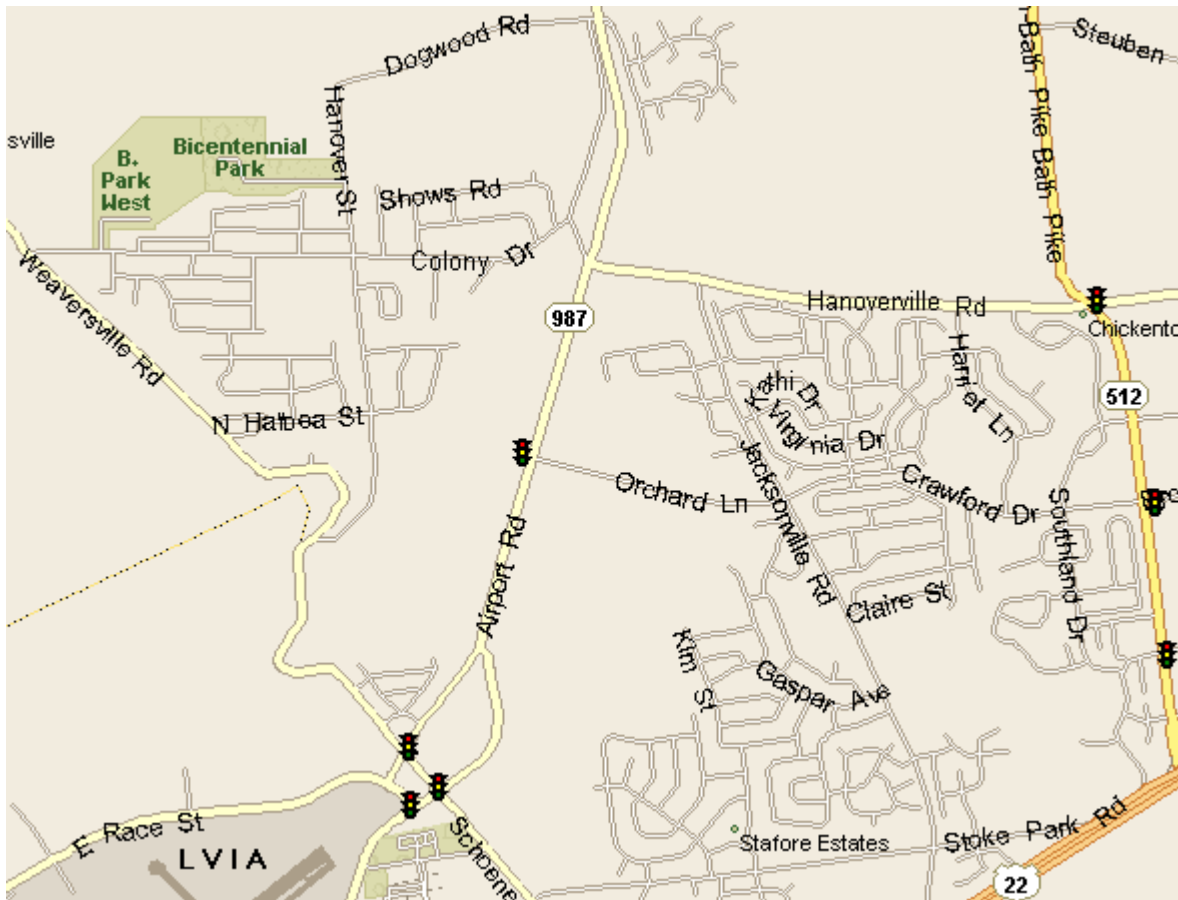 Dogwood Rd
Steuben
Bath Pike
Bath Pike
Hanover St
sville
Bicentennial
Park
B.
Park
West
Shows Rd
Colony Dr
Weaversville Rd
Hanoverville Rd
987
Chickento
Harriet Ln
Kathi Dr
512
N Halbea St
Virginia Dr
Jacksonville Rd
Orchard Ln
Crawford Dr
Southland Dr
Airport Rd
Claire St
Kim St
Gaspar Ave
E Race St
Schoene
Stoke Park Rd
Stafore Estates
LVIA
22